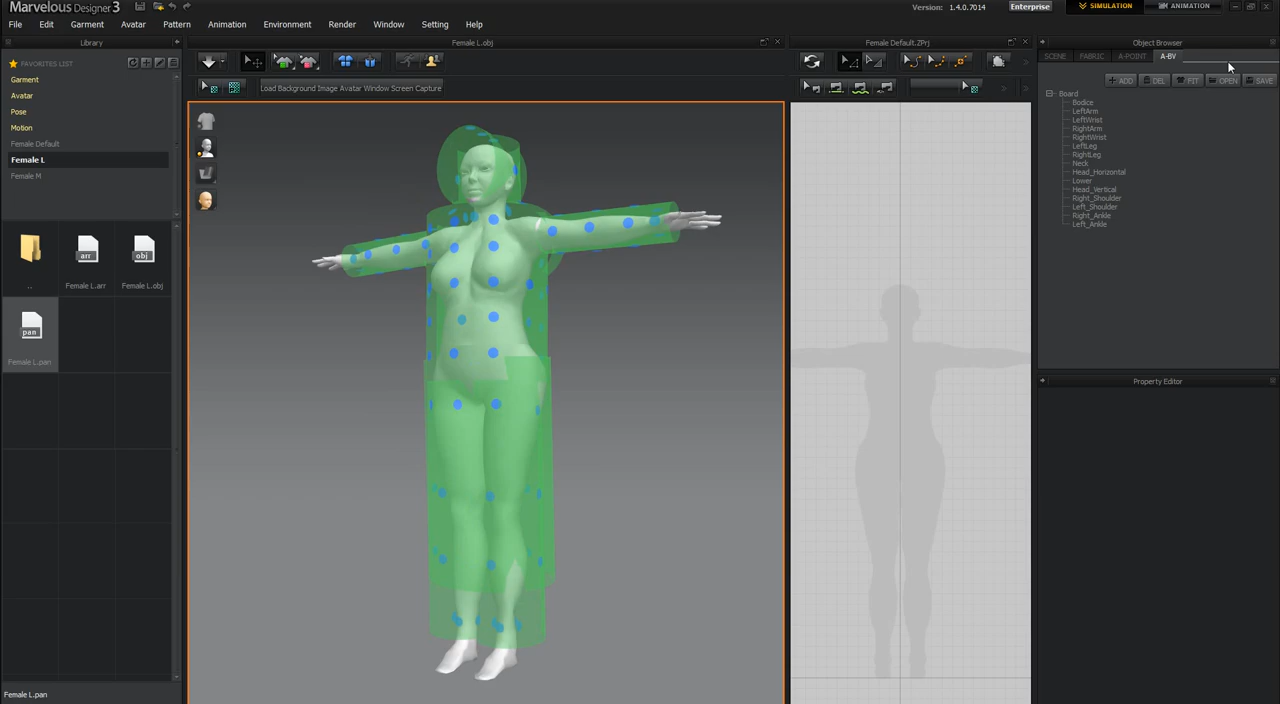 Marvelous Designer 3
Version: 1.4.0.7014
Enterprise
SIMULATION
ANIMATION
File Edit Garment Avatar Pattern Animation Environment Render Window Setting Help
Library
Female L.obj
Female Default.ZPrj
Object Browser
FAVORITES LIST
Garment
Avatar
Pose
Motion
Female Default
Female L
Female M
Load Background Image Avatar Window Screen Capture
SCENE FABRIC A-POINT A-BV
ADD DEL FIT OPEN SAVE
Board
Bodice
LeftArm
LeftWrist
RightArm
RightWrist
LeftLeg
RightLeg
Neck
Head_Horizontal
Lower
Head_Vertical
Right_Shoulder
Left_Shoulder
Right_Ankle
Left_Ankle
arr
obj
..
Female L.arr
Female L.obj
pan
Female L.pan
Property Editor
Female L.pan